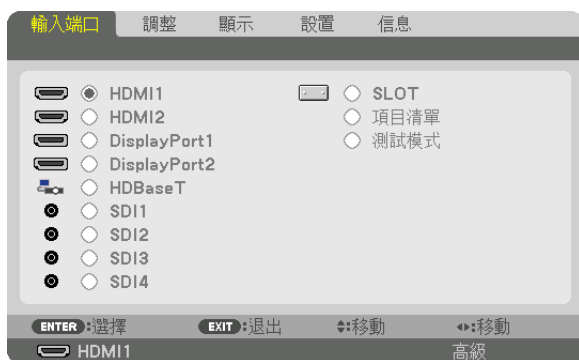 輸入端口 調整 顯示 設置 信息
HDMI1
HDMI2
DisplayPort1
DisplayPort2
HDBaseT
SDI1
SDI2
SDI3
SDI4
SLOT
項目清單
測試模式
ENTER:選擇 EXIT:退出 :移動 :移動
HDMI1 高級